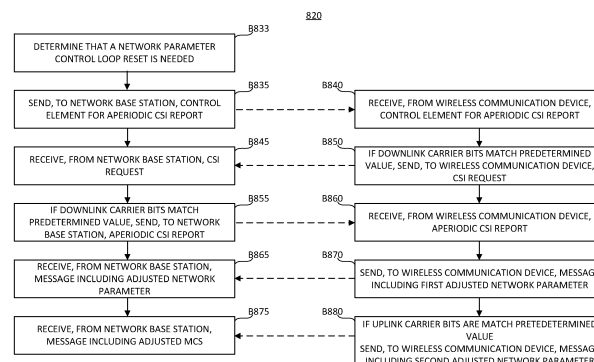 820
B833
DETERMINE THAT A NETWORK PARAMETER
CONTROL LOOP RESET IS NEEDED
B835
SEND, TO NETWORK BASE STATION, CONTROL
ELEMENT FOR APERIODIC CSI REPORT
B840
RECEIVE, FROM WIRELESS COMMUNICATION DEVICE,
CONTROL ELEMENT FOR APERIODIC CSI REPORT
B845
RECEIVE, FROM NETWORK BASE STATION, CSI
REQUEST
B850
IF DOWNLINK CARRIER BITS MATCH PREDETERMINED
VALUE, SEND, TO WIRELESS COMMUNICATION DEVICE,
CSI REQUEST
B855
IF DOWNLINK CARRIER BITS MATCH
PREDETERMINED VALUE, SEND, TO NETWORK
BASE STATION, APERIODIC CSI REPORT
B860
RECEIVE, FROM WIRELESS COMMUNICATION DEVICE,
APERIODIC CSI REPORT
B865
RECEIVE, FROM NETWORK BASE STATION,
MESSAGE INCLUDING ADJUSTED NETWORK
PARAMETER
B870
SEND, TO WIRELESS COMMUNICATION DEVICE, MESSAGE
INCLUDING FIRST ADJUSTED NETWORK PARAMETER
B875
RECEIVE, FROM NETWORK BASE STATION,
MESSAGE INCLUDING ADJUSTED MCS
B880
IF UPLINK CARRIER BITS ARE MATCH PRETEDETERMINED
VALUE
SEND, TO WIRELESS COMMUNICATION DEVICE, MESSAGE
INCLUDING SECOND ADJUSTED NETWORK PARAMETER